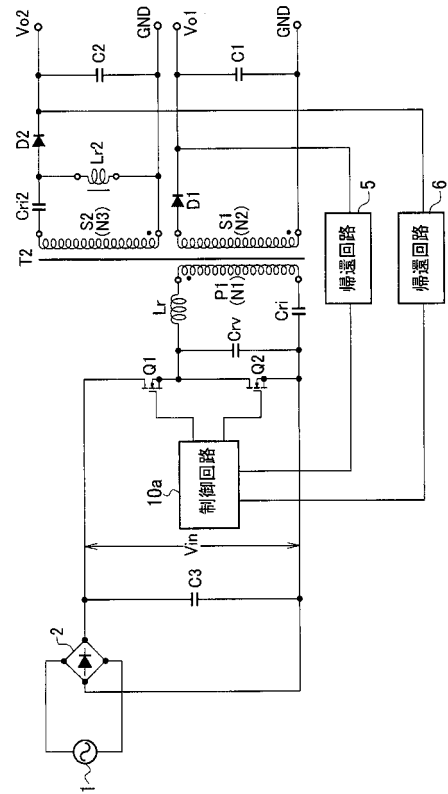 Vo2
GND
Vo1
GND
C2
C1
D2
Lr2
Cri2
D1
S2
(N3)
S1
(N2)
T2
P1
(N1)
Lr
Cri
Crv
Q1
Q2
10a
制御回路
5
帰還回路
6
帰還回路
Vin
C3
2
1